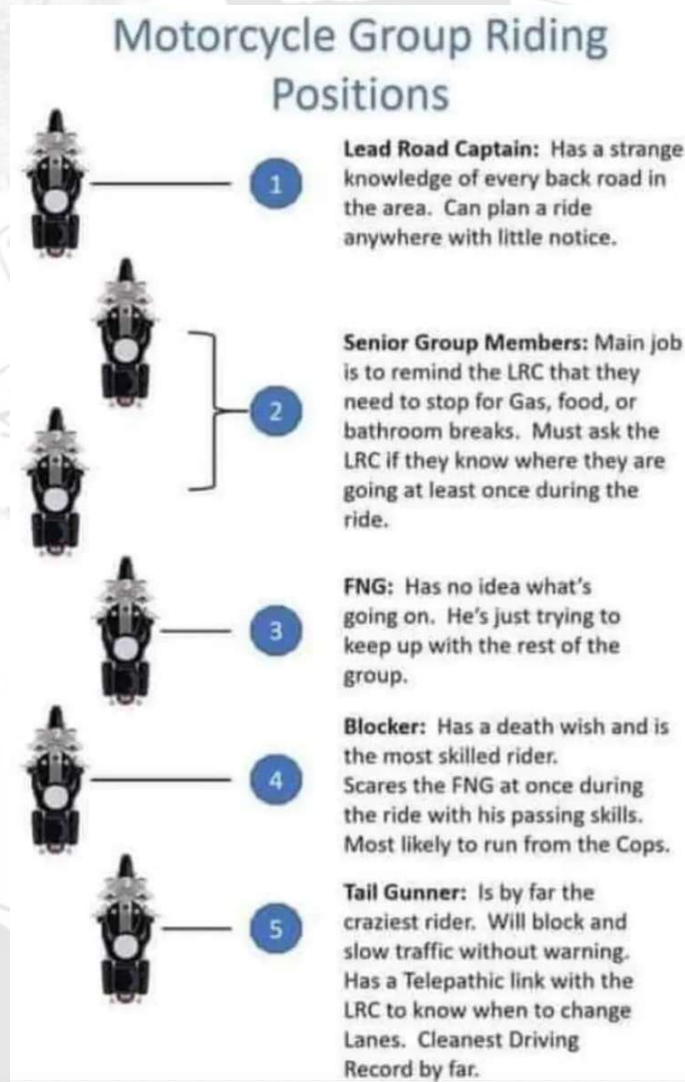 Motorcycle Group Riding
Positions
1
Lead Road Captain: Has a strange
knowledge of every back road in
the area. Can plan a ride
anywhere with little notice.
2
Senior Group Members: Main job
is to remind the LRC that they
need to stop for Gas, food, or
bathroom breaks. Must ask the
LRC if they know where they are
going at least once during the
ride.
3
FNG: Has no idea what's
going on. He's just trying to
keep up with the rest of the
group.
4
Blocker: Has a death wish and is
the most skilled rider.
Scares the FNG at once during
the ride with his passing skills.
Most likely to run from the Cops.
5
Tail Gunner: Is by far the
craziest rider. Will block and
slow traffic without warning.
Has a Telepathic link with the
LRC to know when to change
Lanes. Cleanest Driving
Record by far.